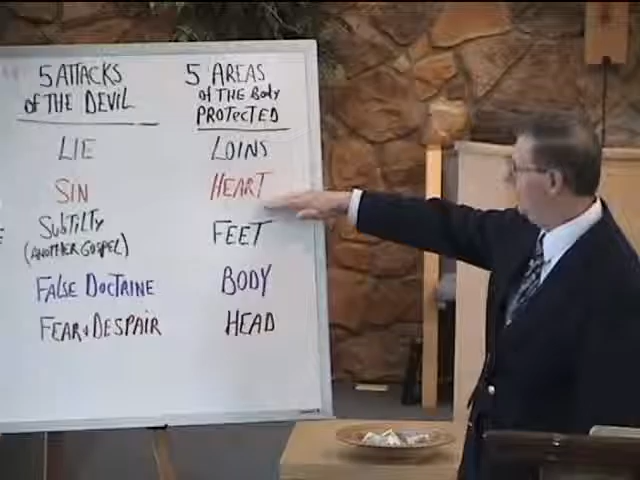 5 ATTACKS
of THE DEVIL
LIE
SIN
SUBTILTY
(ANOTHER GOSPEL)
FALSE DOCTRINE
FEAR & DESPAIR
5 AREAS
of THE Body
PROTECTED
LOINS
HEART
FEET
BODY
HEAD